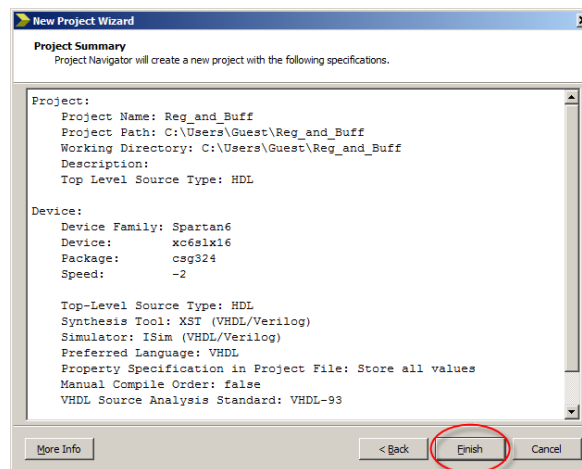 New Project Wizard
Project Summary
Project Navigator will create a new project with the following specifications.
Project:
Project Name: Reg_and_Buff
Project Path: C:\Users\Guest\Reg_and_Buff
Working Directory: C:\Users\Guest\Reg_and_Buff
Description:
Top Level Source Type: HDL
Device:
Device Family: Spartan6
Device: xc6slx16
Package: csg324
Speed: -2
Top-Level Source Type: HDL
Synthesis Tool: XST (VHDL/Verilog)
Simulator: ISim (VHDL/Verilog)
Preferred Language: VHDL
Property Specification in Project File: Store all values
Manual Compile Order: false
VHDL Source Analysis Standard: VHDL-93
More Info < Back Finish Cancel